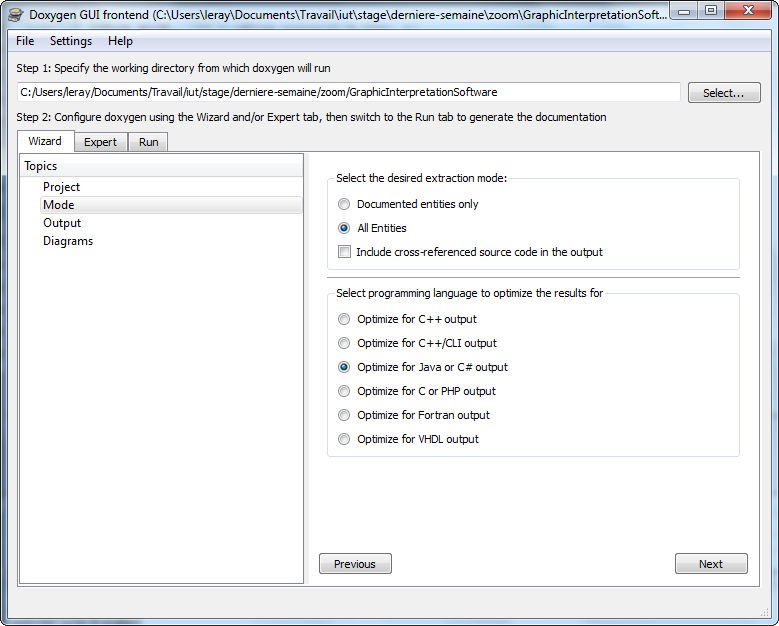 Doxygen GUI frontend (C:\Users\leray\Documents\Travail\iut\stage\derniere-semaine\zoom\GraphicInterpretationSoft...
File Settings Help
Step 1: Specify the working directory from which doxygen will run
C:/Users/leray/Documents/Travail/iut/stage/derniere-semaine/zoom/GraphicInterpretationSoftware
Select...
Step 2: Configure doxygen using the Wizard and/or Expert tab, then switch to the Run tab to generate the documentation
Wizard Expert Run
Topics
Project
Mode
Output
Diagrams
Select the desired extraction mode:
Documented entities only
All Entities
Include cross-referenced source code in the output
Select programming language to optimize the results for
Optimize for C++ output
Optimize for C++/CLI output
Optimize for Java or C# output
Optimize for C or PHP output
Optimize for Fortran output
Optimize for VHDL output
Previous Next